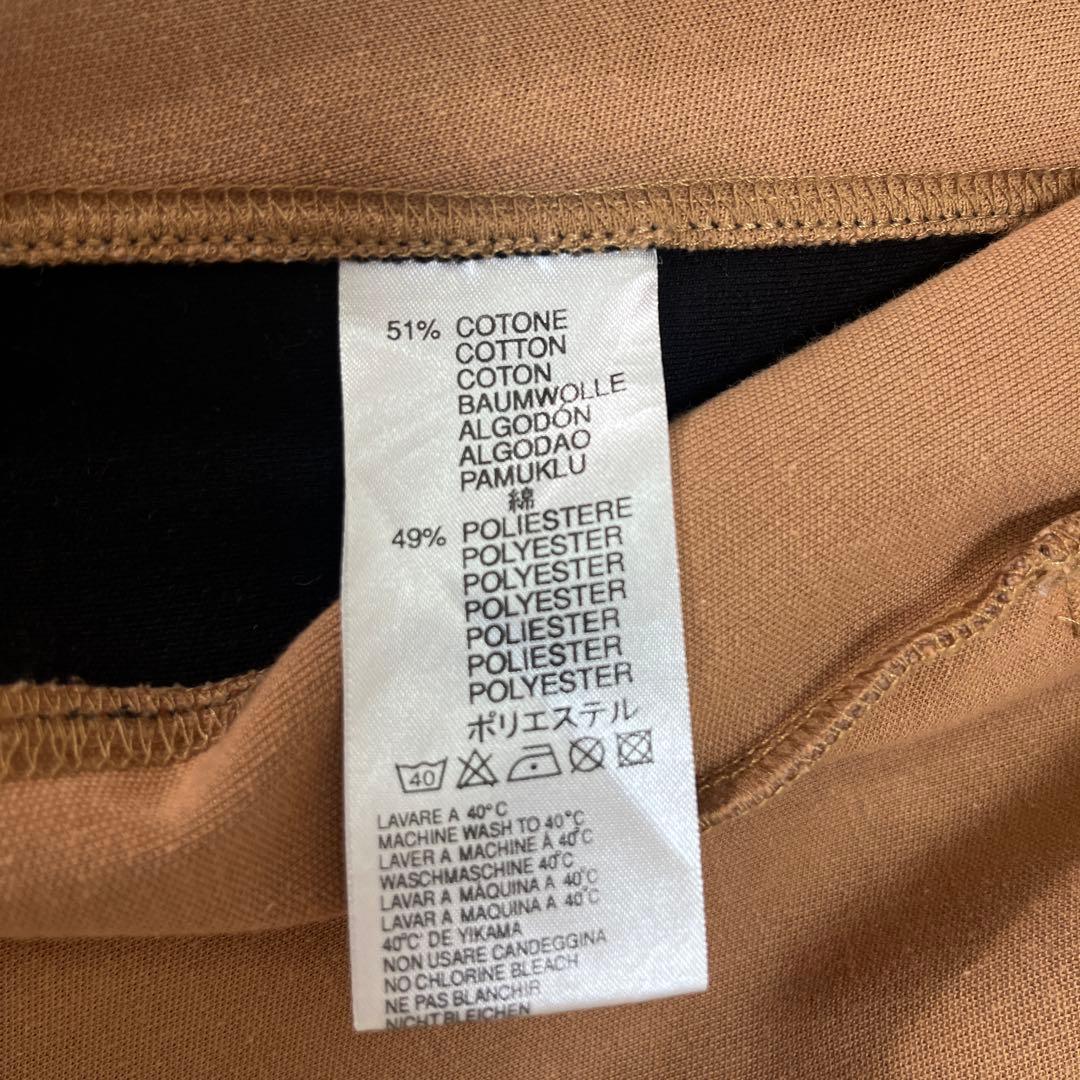 51% COTONE
COTTON
COTON
BAUMWOLLE
ALGODÓN
ALGODAO
PAMUKLU
綿
49% POLIESTERE
POLYESTER
POLYESTER
POLYESTER
POLIESTER
POLIESTER
POLYESTER
ポリエステル
40
LAVARE A 40°C
MACHINE WASH TO 40°C
LAVER A MACHINE À 40°C
WASCHMASCHINE 40°C
LAVAR A MÁQUINA A 40°C
LAVAR A MAQUINA A 40°C
40°C' DE YIKAMA
NON USARE CANDEGGINA
NO CHLORINE BLEACH
NE PAS BLANCHIR
NICHT BLEICHEN